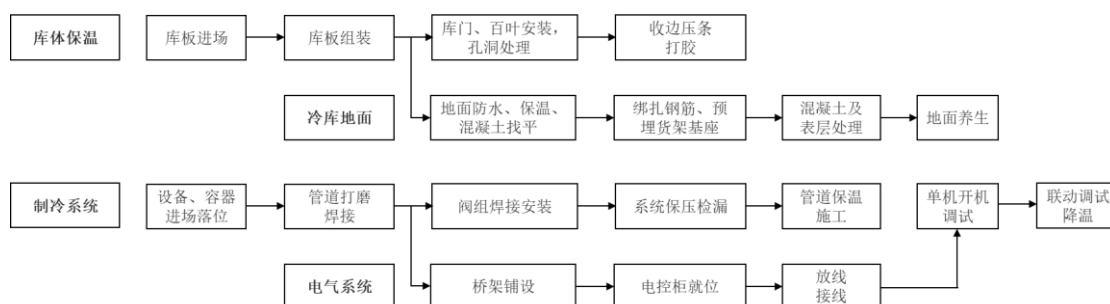 库体保温
库板进场
库板组装
库门、百叶安装，
孔洞处理
收边压条
打胶
冷库地面
地面防水、保温、
混凝土找平
绑扎钢筋、预
埋货架基座
混凝土及
表层处理
地面养生
制冷系统
设备、容器
进场落位
管道打磨
焊接
阀组焊接安装
系统保压检漏
管道保温
施工
单机开机
调试
联动调试
降温
电气系统
桥架铺设
电控柜就位
放线
接线